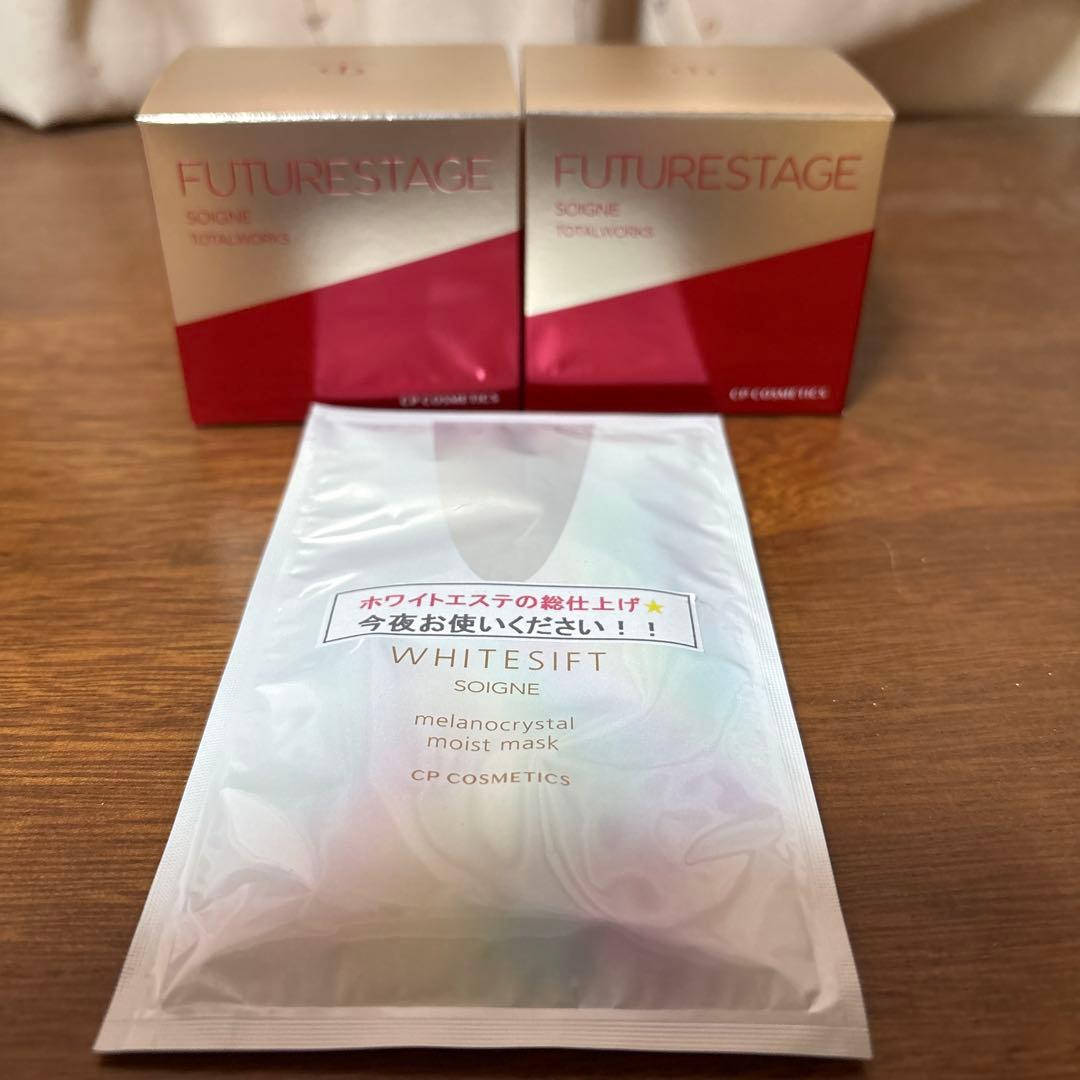 FUTURESTAGE
SOIGNE
TOTALWORKS
CP COSMETICS
FUTURESTAGE
SOIGNE
TOTALWORKS
CP COSMETICS
ホワイトエステの総仕上げ★
今夜お使いください！！
WHITESIFT
SOIGNE
melanocrystal
moist mask
CP COSMETICS